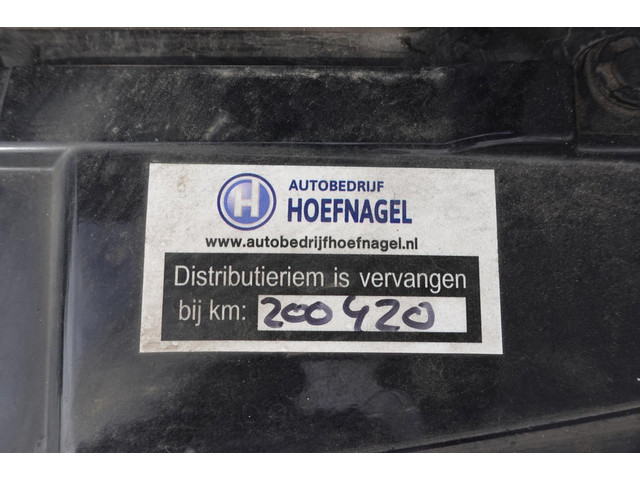 H
AUTOBEDRIJF
HOEFNAGEL
www.autobedrijfhoefnagel.nl
Distributieriem is vervangen
bij km: 200420